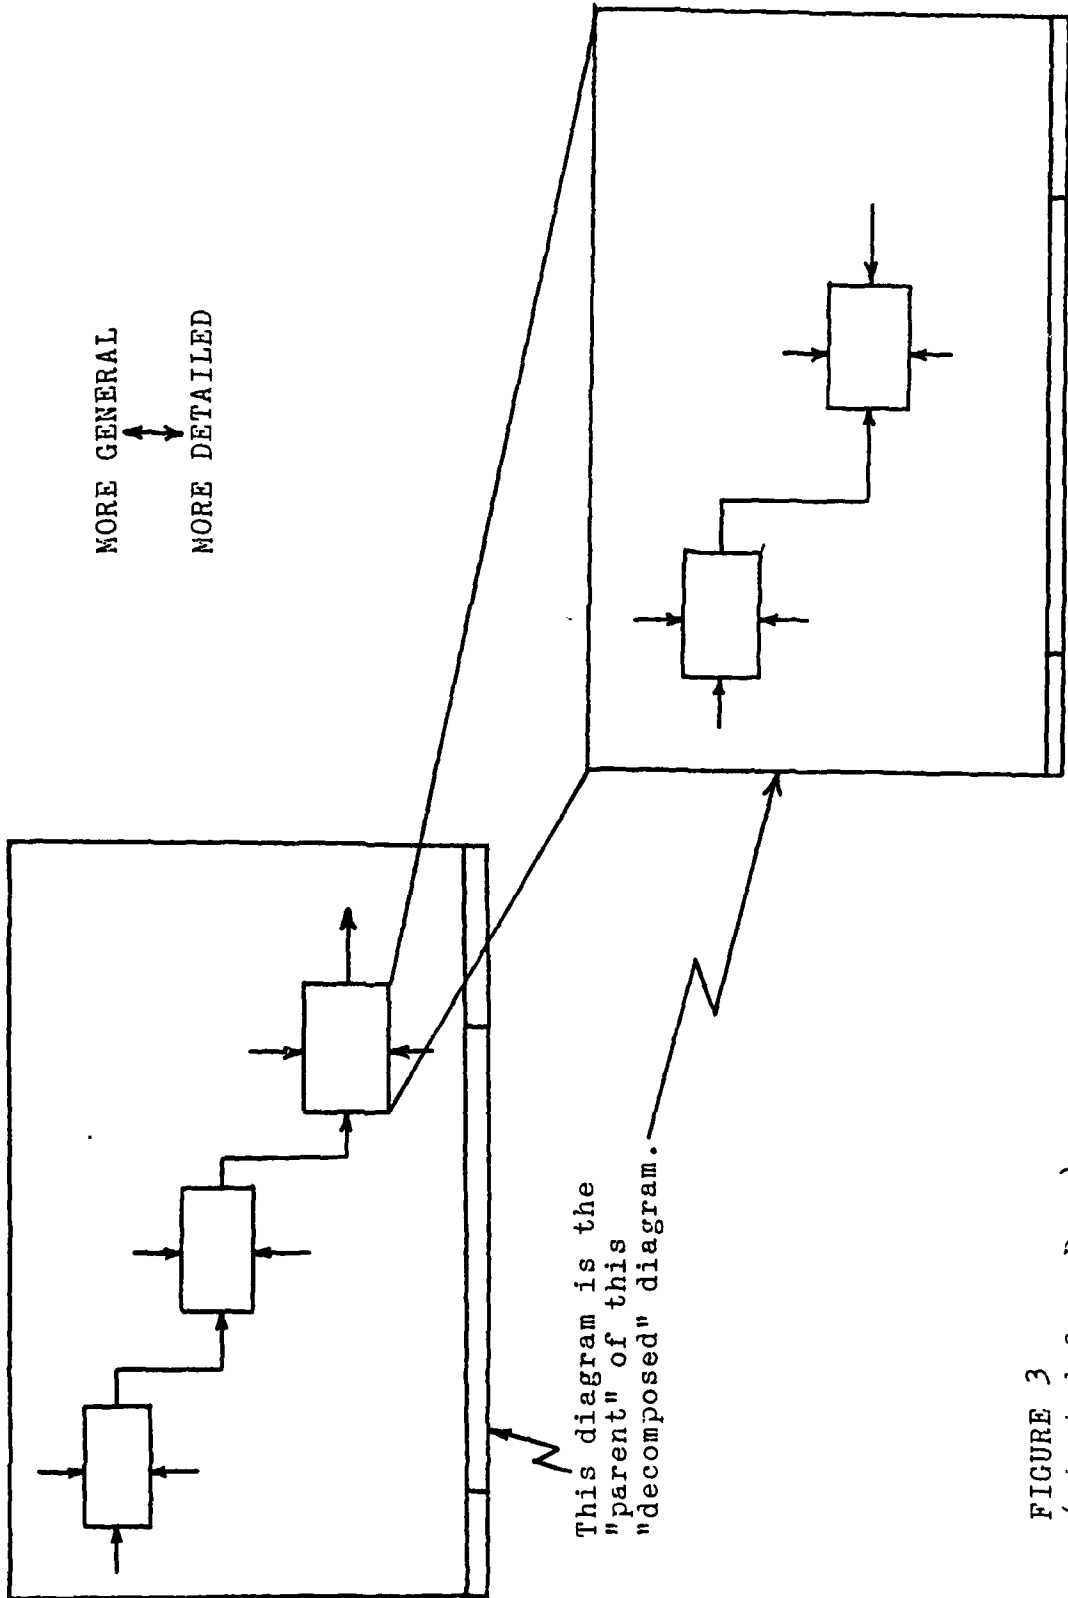 MORE GENERAL
MORE DETAILED
This diagram is the
"parent" of this
"decomposed" diagram.
FIGURE 3